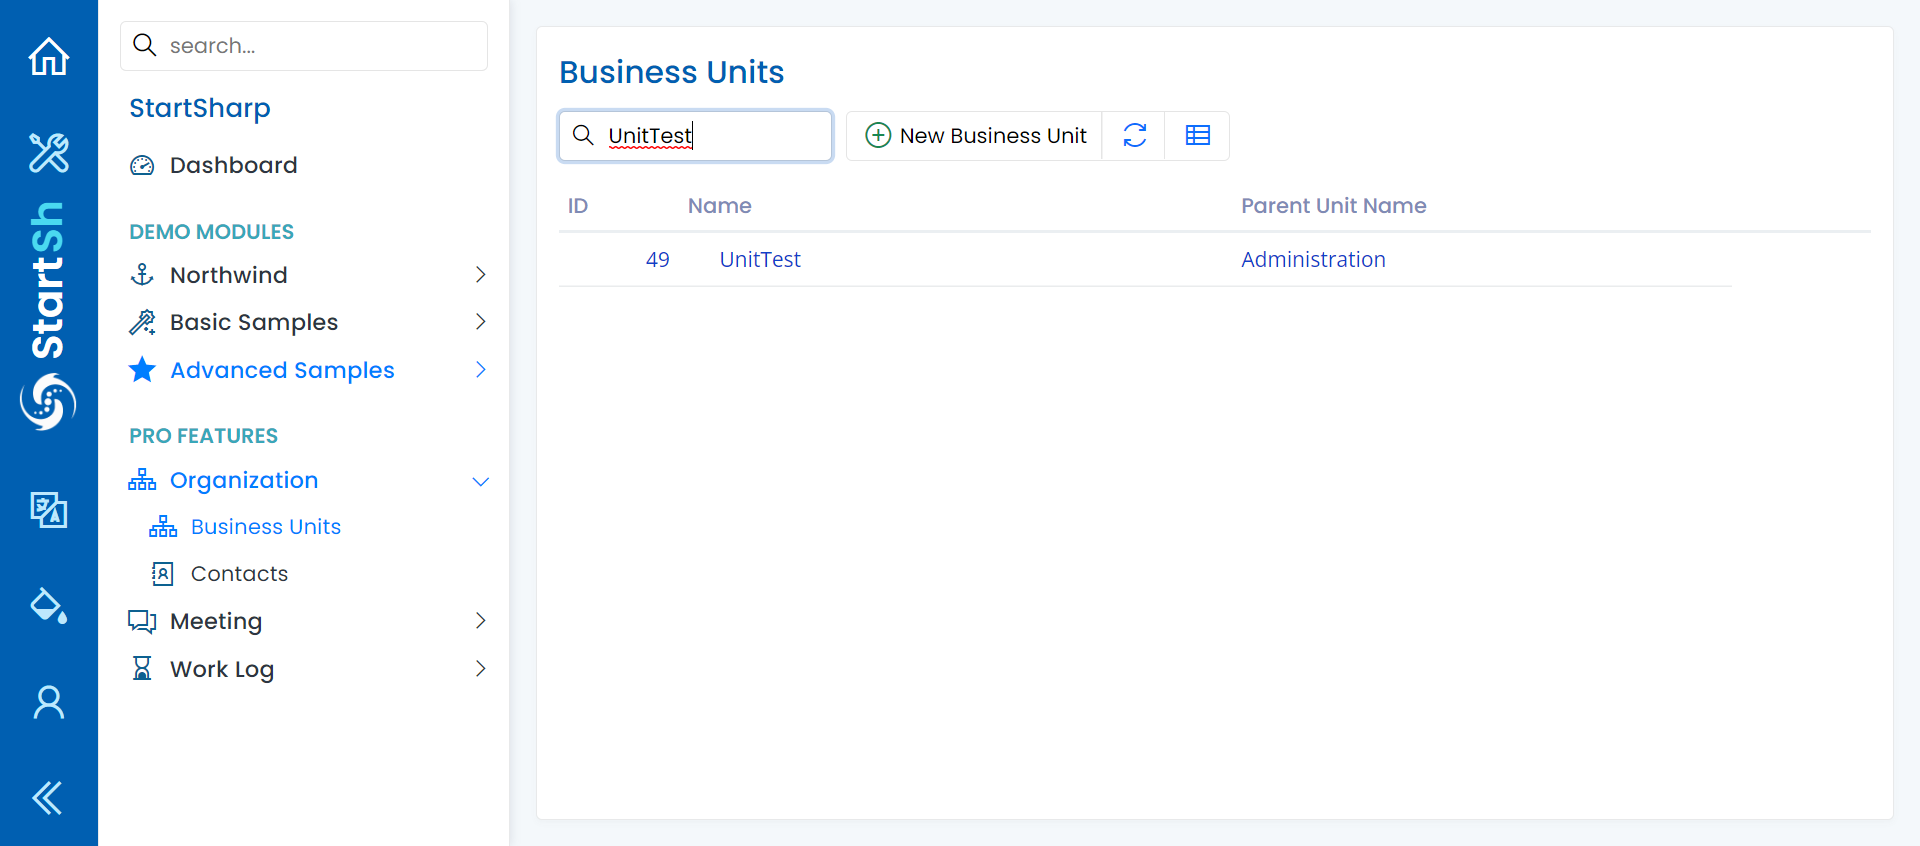 StartSh
search...
StartSharp
Dashboard
DEMO MODULES
Northwind
Basic Samples
Advanced Samples
PRO FEATURES
Organization
Business Units
Contacts
Meeting
Work Log
Business Units
UnitTest
New Business Unit
ID Name Parent Unit Name
49 UnitTest Administration